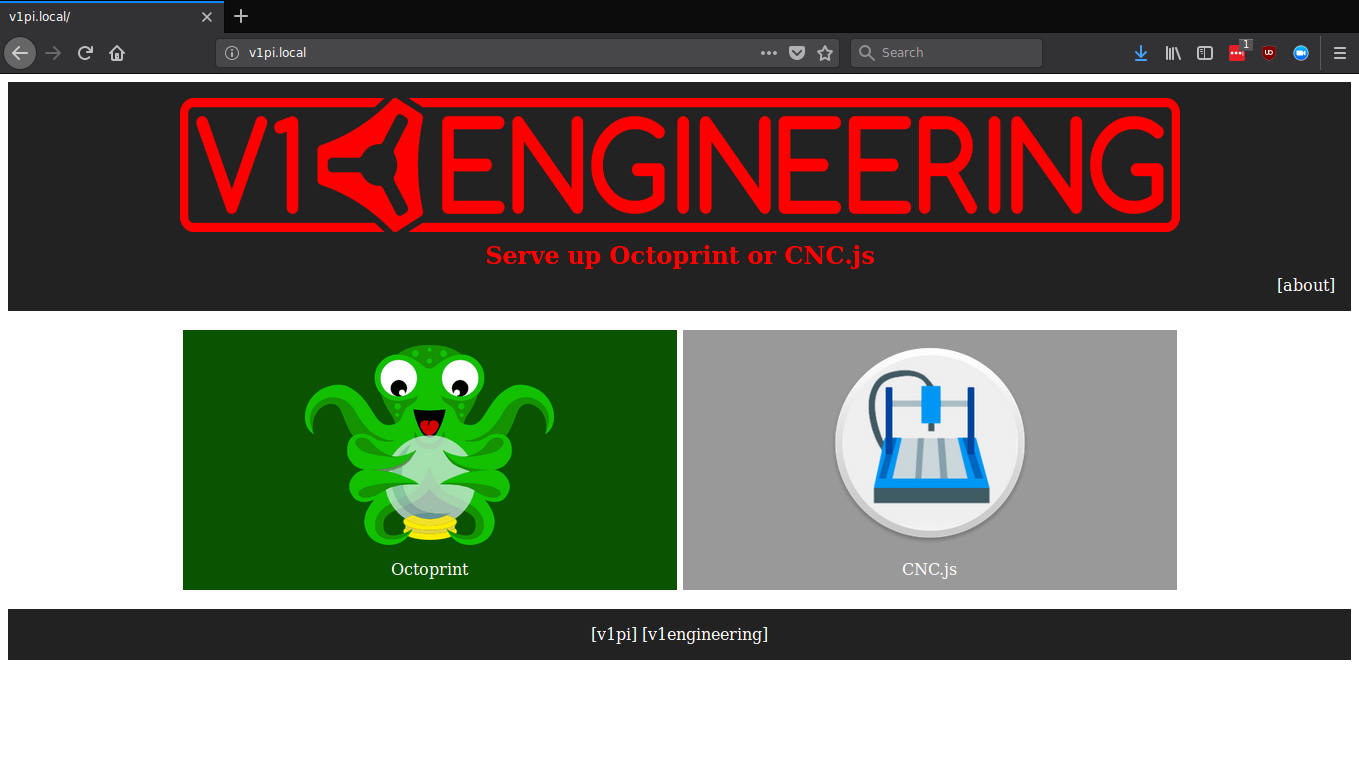 v1pi.local/
v1pi.local
Search
1
V1 ENGINEERING
Serve up Octoprint or CNC.js
[about]
Octoprint
CNC.js
[v1pi] [v1engineering]